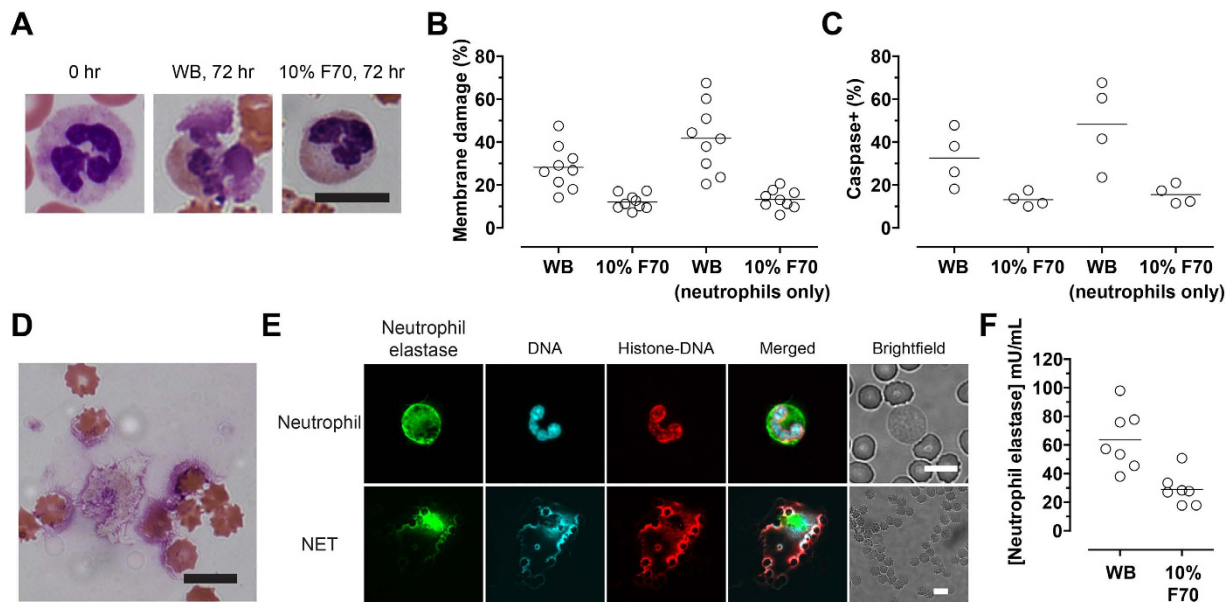 A
0 hr
WB, 72 hr
10% F70, 72 hr
B
Membrane damage (%)
80
60
40
20
0
WB
10% F70
WB
10% F70
(neutrophils only)
C
Caspase+ (%)
80
60
40
20
0
WB
10% F70
WB
10% F70
(neutrophils only)
D
E
Neutrophil
elastase
DNA
Histone-DNA
Merged
Brightfield
Neutrophil
NET
F
[Neutrophil elastase] mU/mL
120
100
80
60
40
20
0
WB
10%
F70